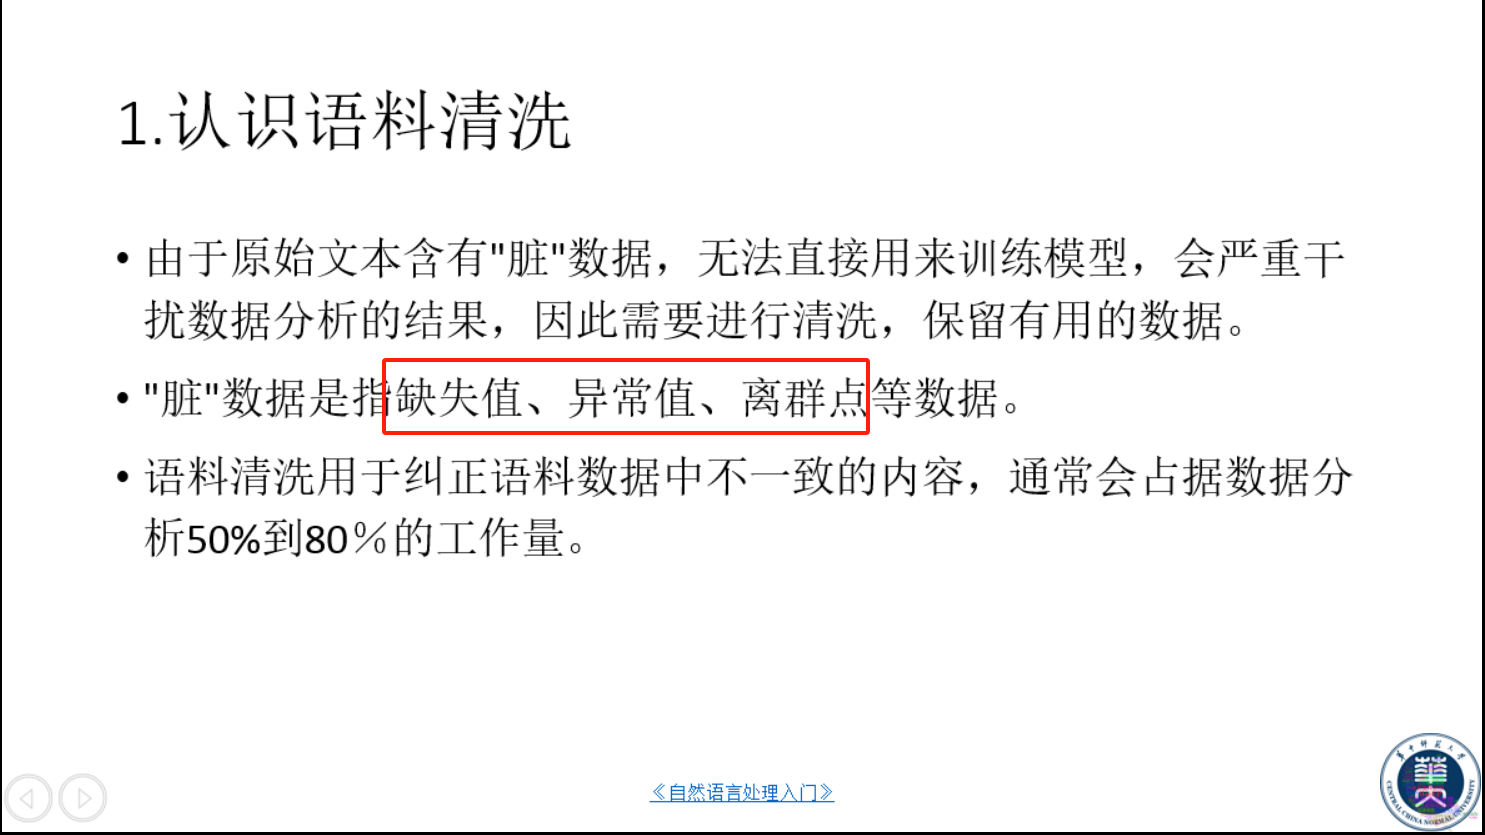 1.认识语料清洗
• 由于原始文本含有"脏"数据，无法直接用来训练模型，会严重干
扰数据分析的结果，因此需要进行清洗，保留有用的数据。
• "脏"数据是指缺失值、异常值、离群点等数据。
• 语料清洗用于纠正语料数据中不一致的内容，通常会占据数据分
析50%到80％的工作量。
《自然语言处理入门》
华中师范大学
CENTRAL CHINA NORMAL UNIVERSITY